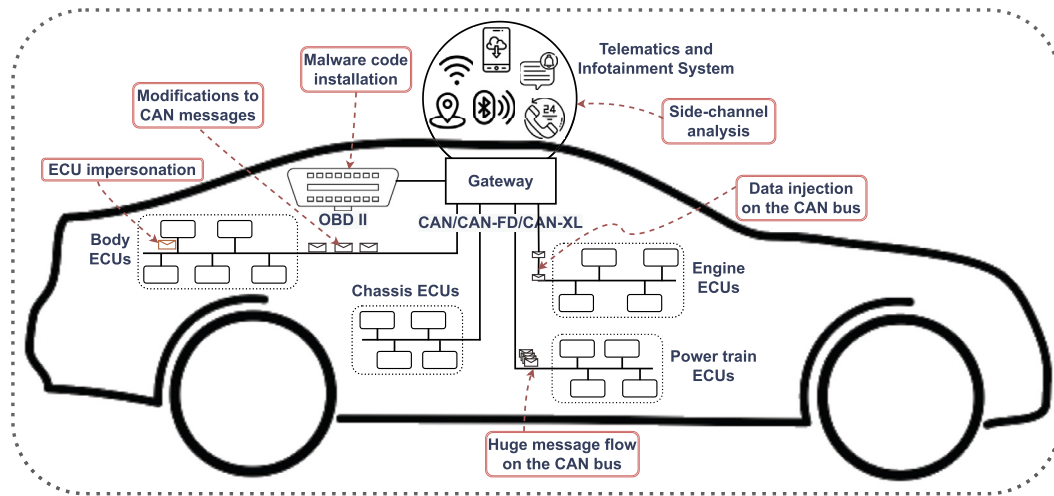 Telematics and
Infotainment System
Malware code
installation
Modifications to
CAN messages
24
Side-channel
analysis
ECU impersonation
Gateway
Data injection
on the CAN bus
OBD II
CAN/CAN-FD/CAN-XL
Body
ECUs
Engine
ECUs
Chassis ECUs
Power train
ECUs
Huge message flow
on the CAN bus